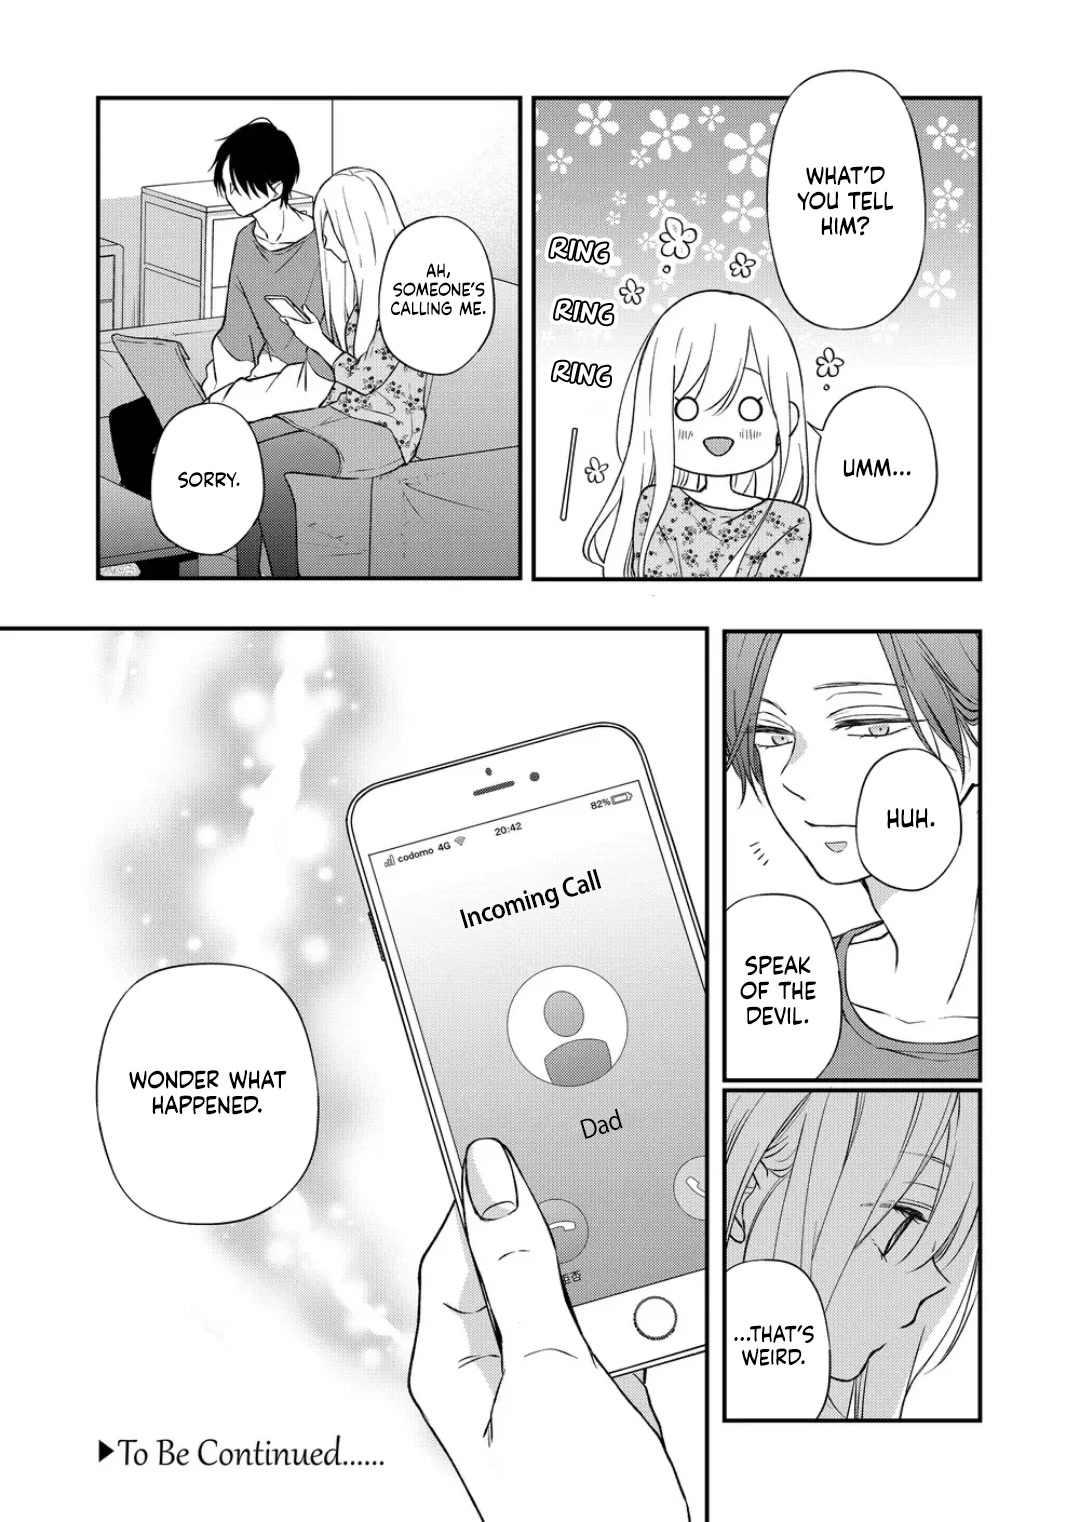 WHAT'D
YOU TELL
HIM?
RING
RING
RING
UMM...
AH,
SOMEONE'S
CALLING ME.
SORRY.
HUH.
SPEAK
OF THE
DEVIL.
...THAT'S
WEIRD.
codomo 4G
20:42
82%
Incoming Call
Dad
WONDER WHAT
HAPPENED.
To Be Continued......